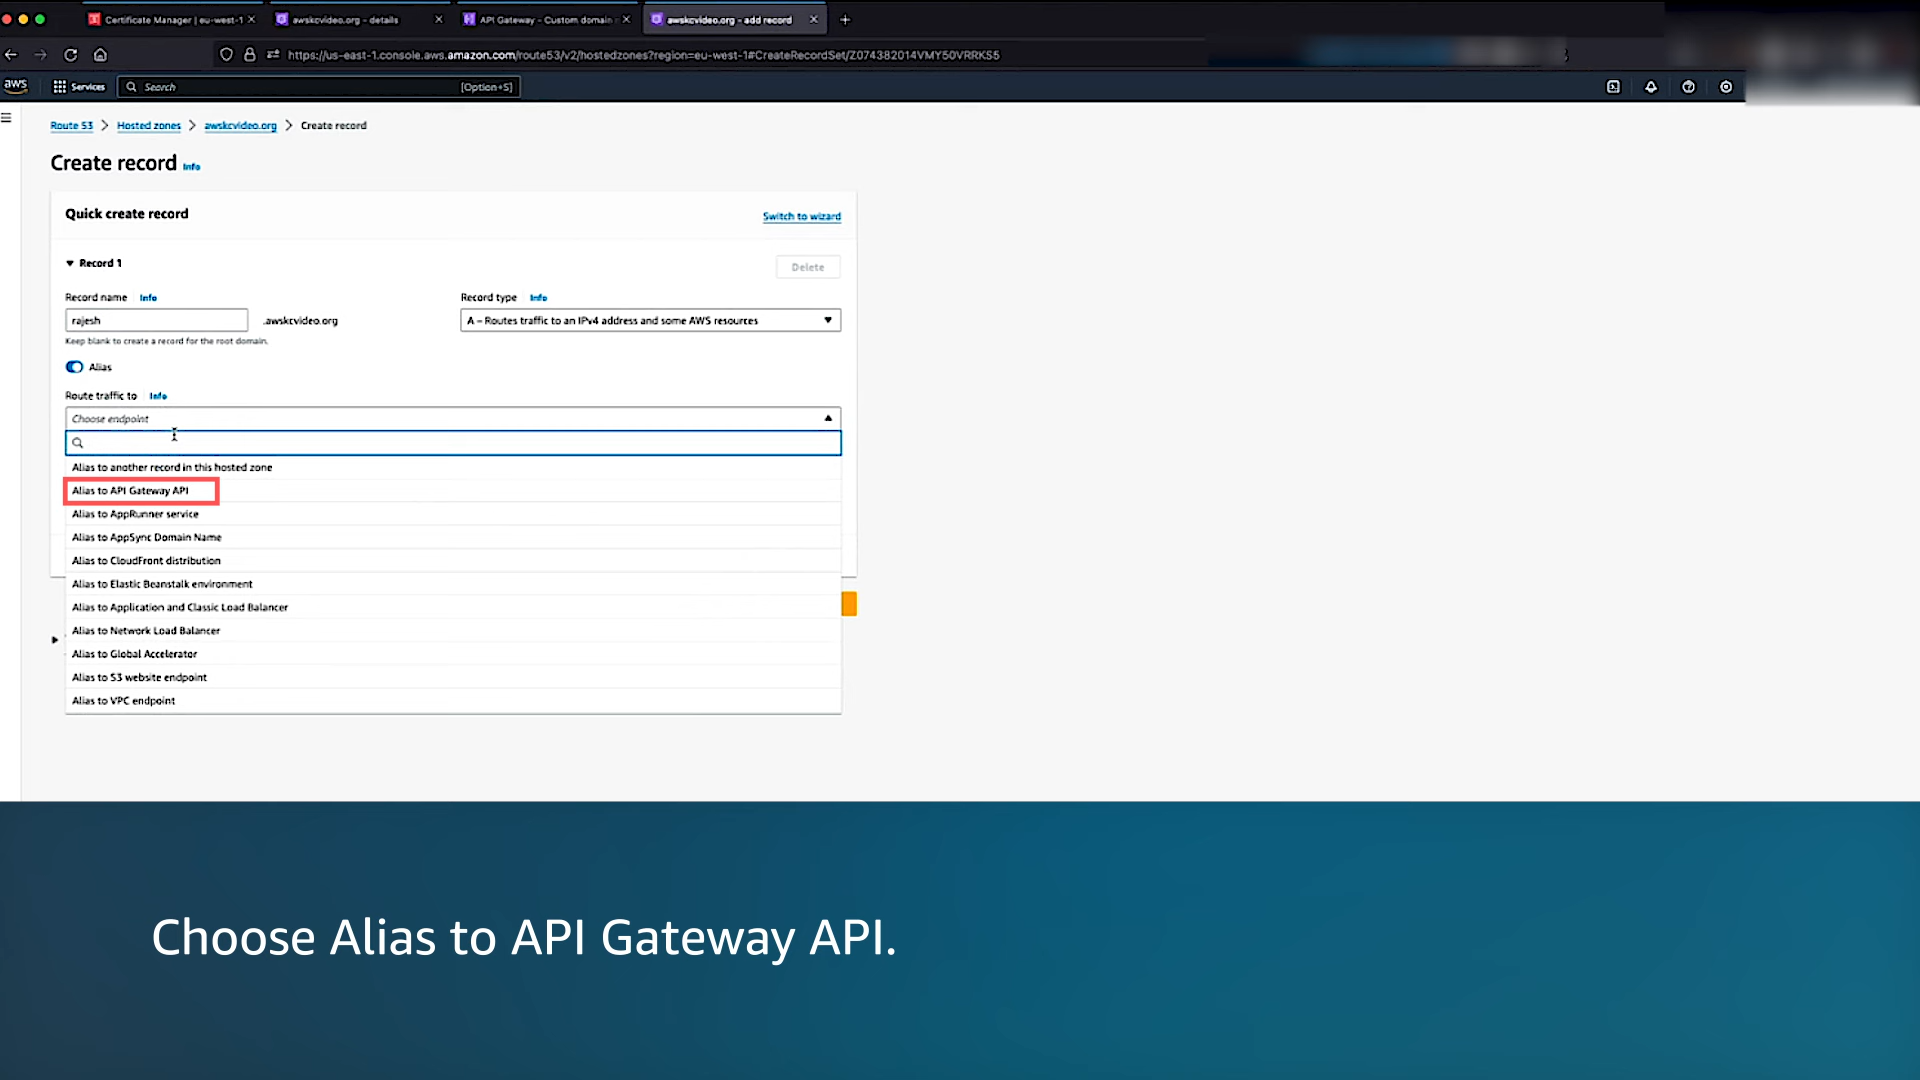 Certificate Manager | eu-west-1
awskcvideo.org - details
API Gateway - Custom domain
awskcvideo.org - add record
https://us-east-1.console.aws.amazon.com/route53/v2/hostedzones?region=eu-west-1#CreateRecordSet/Z074382014VMY50VRRKS5
aws
Services
Search
[Option+S]
Route 53 > Hosted zones > awskcvideo.org > Create record
Create record Info
Quick create record
Switch to wizard
Record 1
Delete
Record name Info
Record type Info
rajesh
.awskcvideo.org
A – Routes traffic to an IPv4 address and some AWS resources
Keep blank to create a record for the root domain.
Alias
Route traffic to Info
Choose endpoint
Alias to another record in this hosted zone
Alias to API Gateway API
Alias to AppRunner service
Alias to AppSync Domain Name
Alias to CloudFront distribution
Alias to Elastic Beanstalk environment
Alias to Application and Classic Load Balancer
Alias to Network Load Balancer
Alias to Global Accelerator
Alias to S3 website endpoint
Alias to VPC endpoint
Choose Alias to API Gateway API.